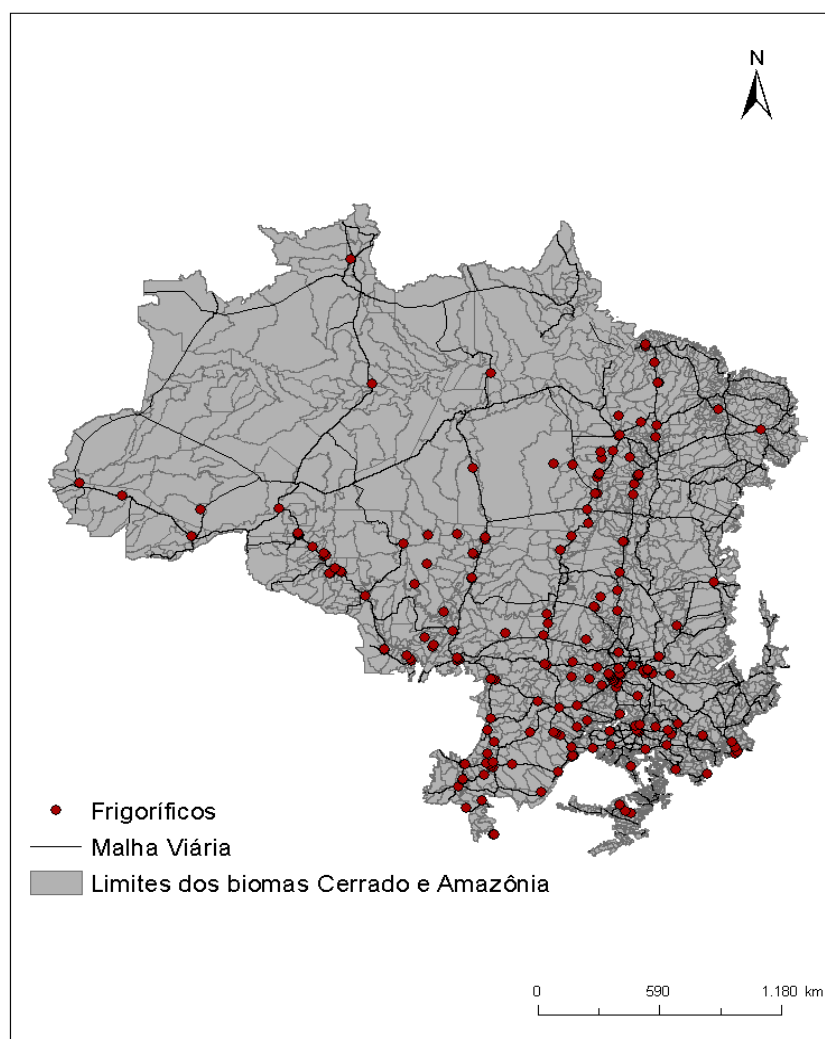 N
Frigoríficos
Malha Viária
Limites dos biomas Cerrado e Amazônia
0 590 1.180 km